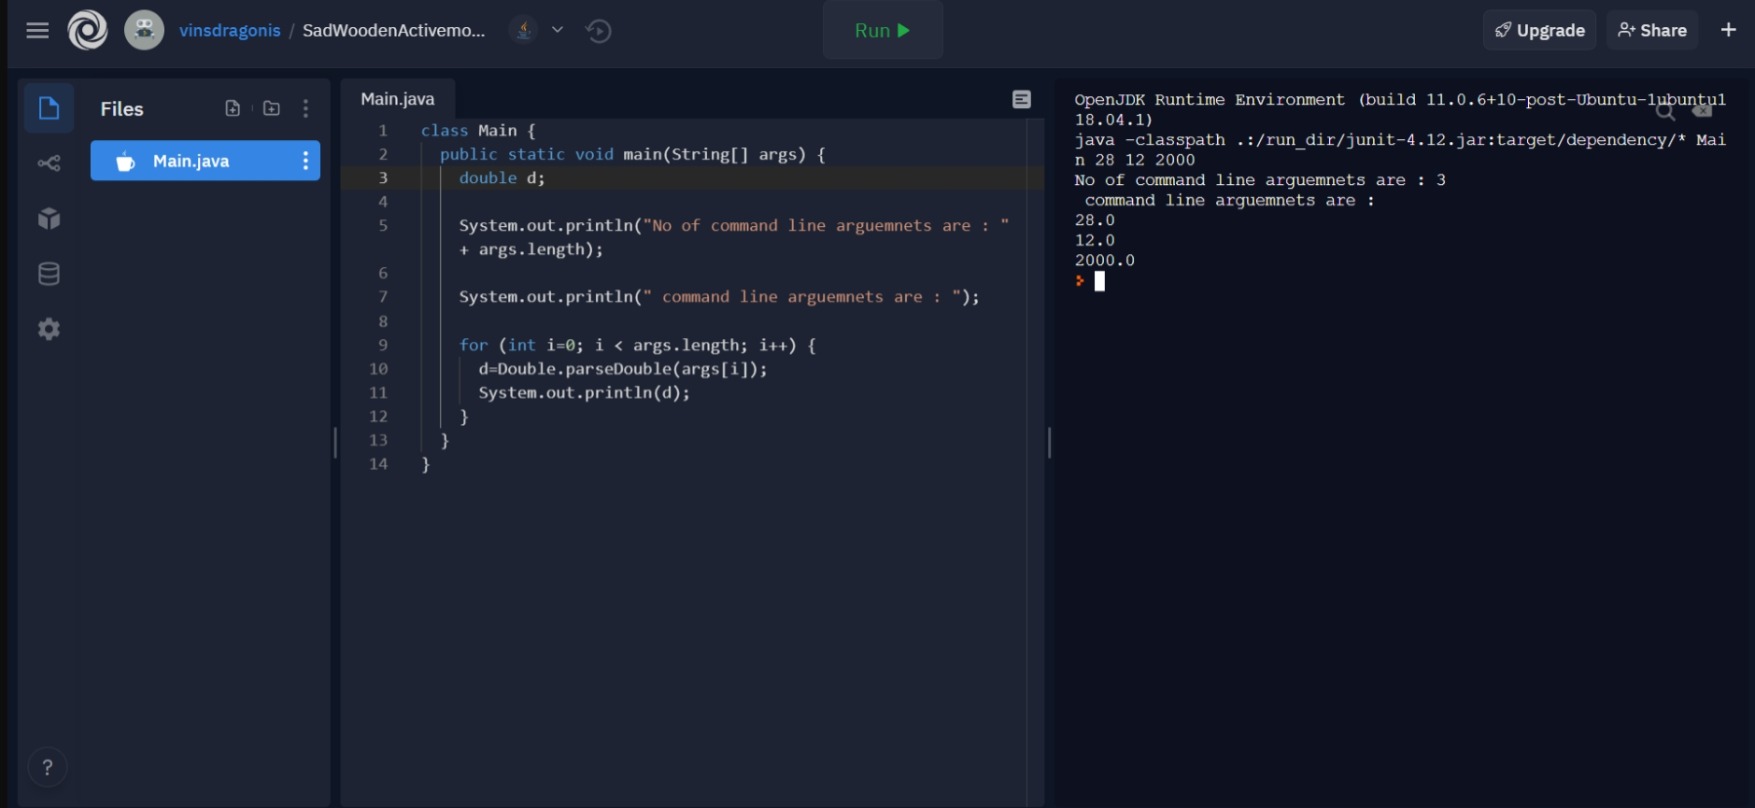 vinsdragonis / SadWoodenActivemo...
Run
Upgrade
Share
+
Files
Main.java
?
Main.java
1 class Main {
2 public static void main(String[] args) {
3 double d;
4
5 System.out.println("No of command line arguemnets are : "
+ args.length);
6
7 System.out.println(" command line arguemnets are : ");
8
9 for (int i=0; i < args.length; i++) {
10 d=Double.parseDouble(args[i]);
11 System.out.println(d);
12 }
13 }
14 }
OpenJDK Runtime Environment (build 11.0.6+10-post-Ubuntu-1ubuntu1
18.04.1)
java -classpath .:/run_dir/junit-4.12.jar:target/dependency/* Mai
n 28 12 2000
No of command line arguemnets are : 3
command line arguemnets are :
28.0
12.0
2000.0